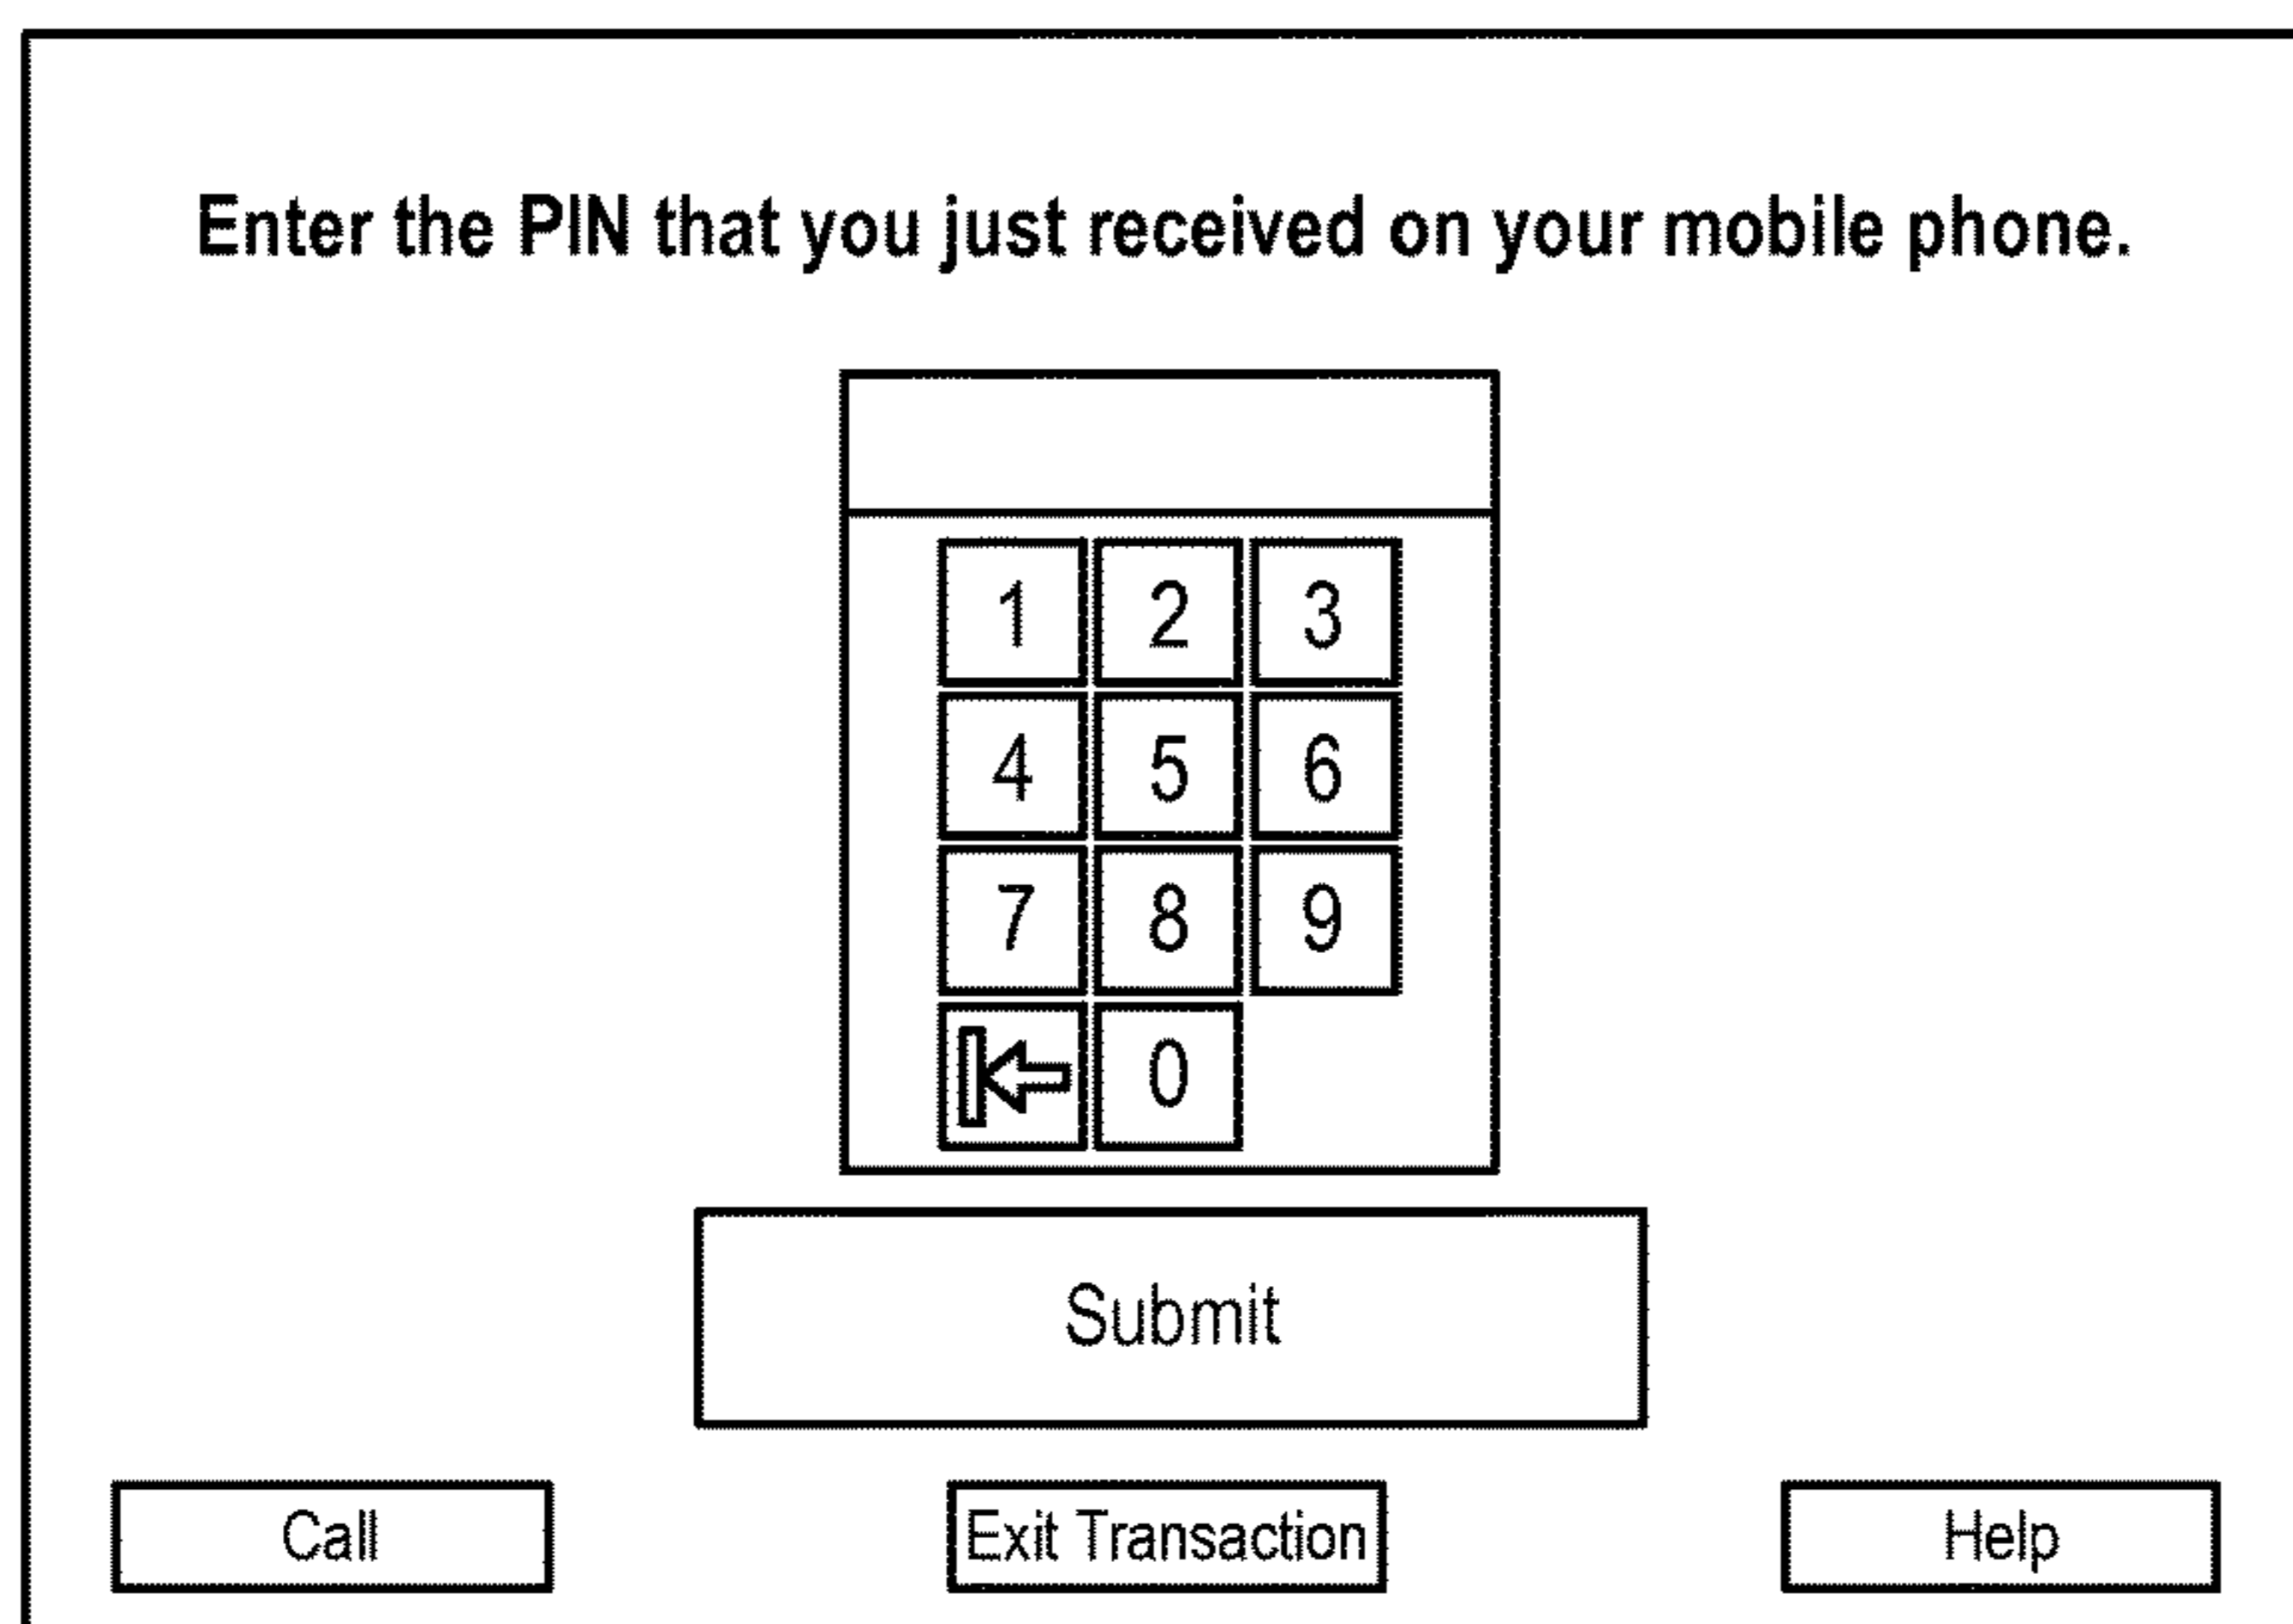 Enter the PIN that you just received on your mobile phone.
1 2 3
4 5 6
7 8 9
0
Submit
Call Exit Transaction Help